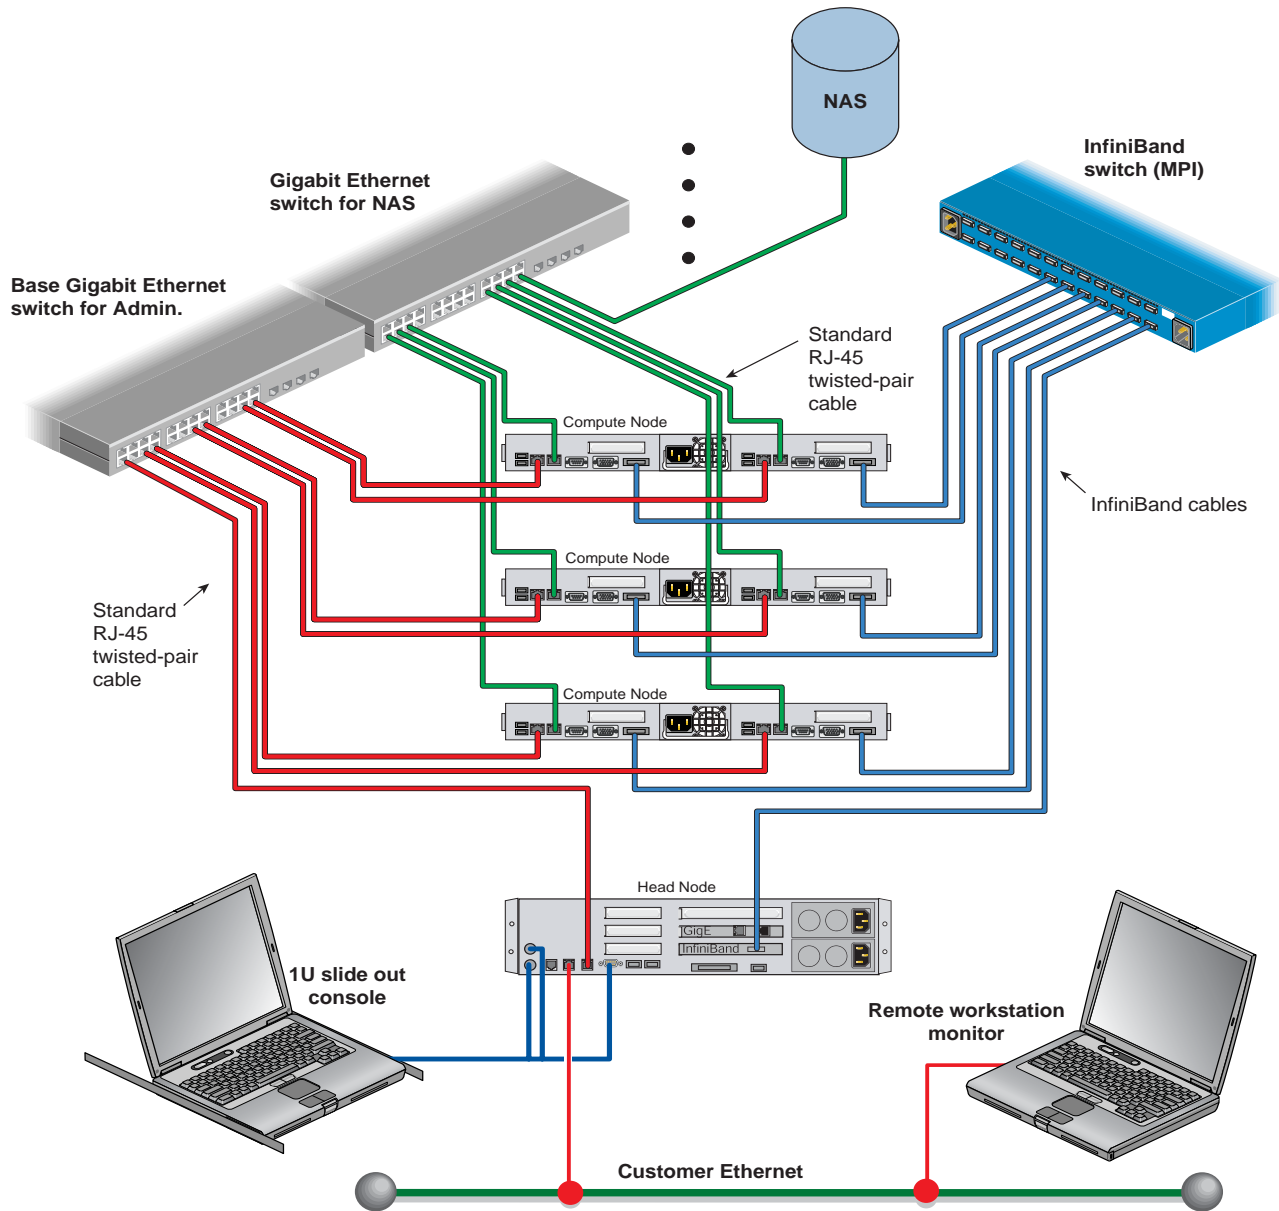 NAS
InfiniBand
switch (MPI)
Gigabit Ethernet
switch for NAS
Base Gigabit Ethernet
switch for Admin.
Standard
RJ-45
twisted-pair
cable
Compute Node
InfiniBand cables
Compute Node
Standard
RJ-45
twisted-pair
cable
Compute Node
Head Node
GigE
InfiniBand
1U slide out
console
Remote workstation
monitor
Customer Ethernet